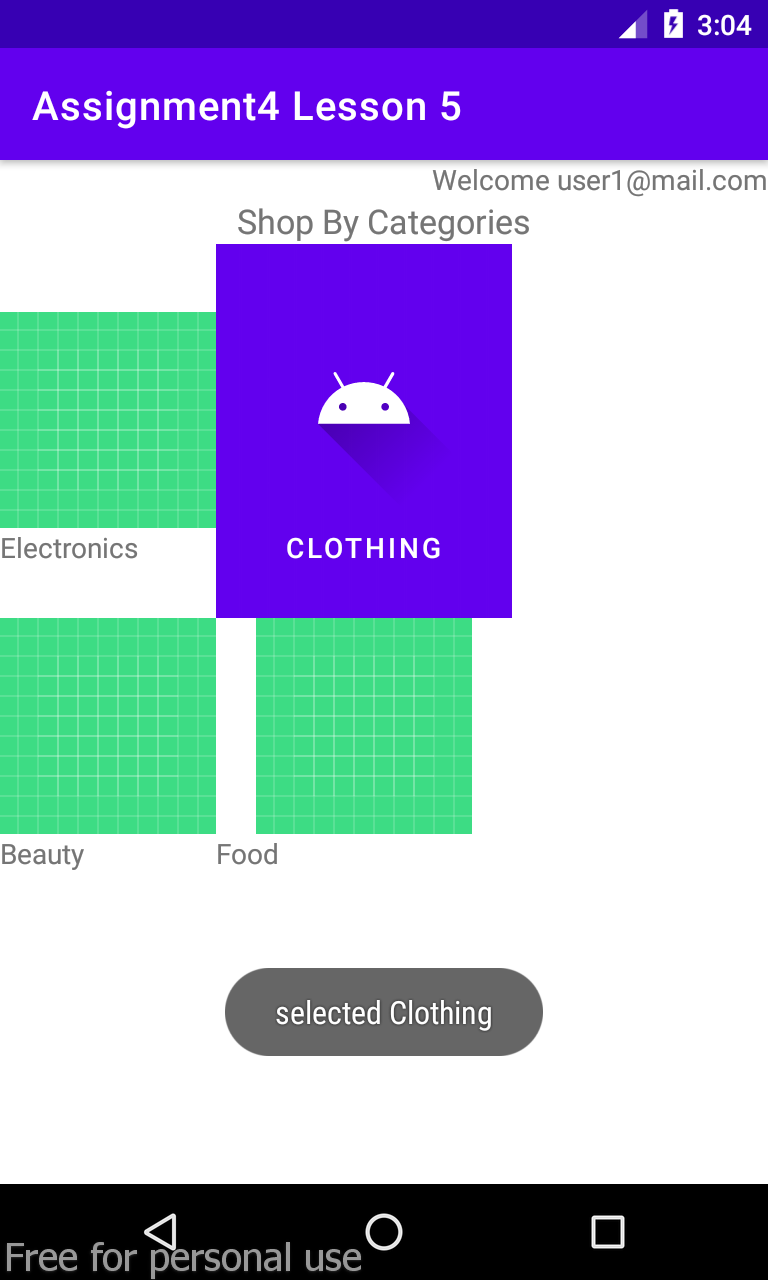 3:04
Assignment4 Lesson 5
Welcome user1@mail.com
Shop By Categories
CLOTHING
Electronics
Beauty
Food
selected Clothing
Free for personal use